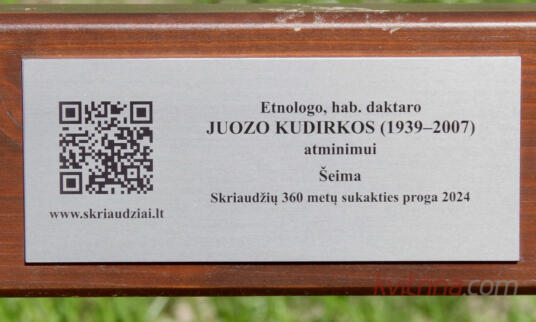 Etnologo, hab. daktaro
JUOZO KUDIRKOS (1939–2007)
atminimui
Šeima
Skriaudžių 360 metų sukakties proga 2024
www.skriaudziai.lt